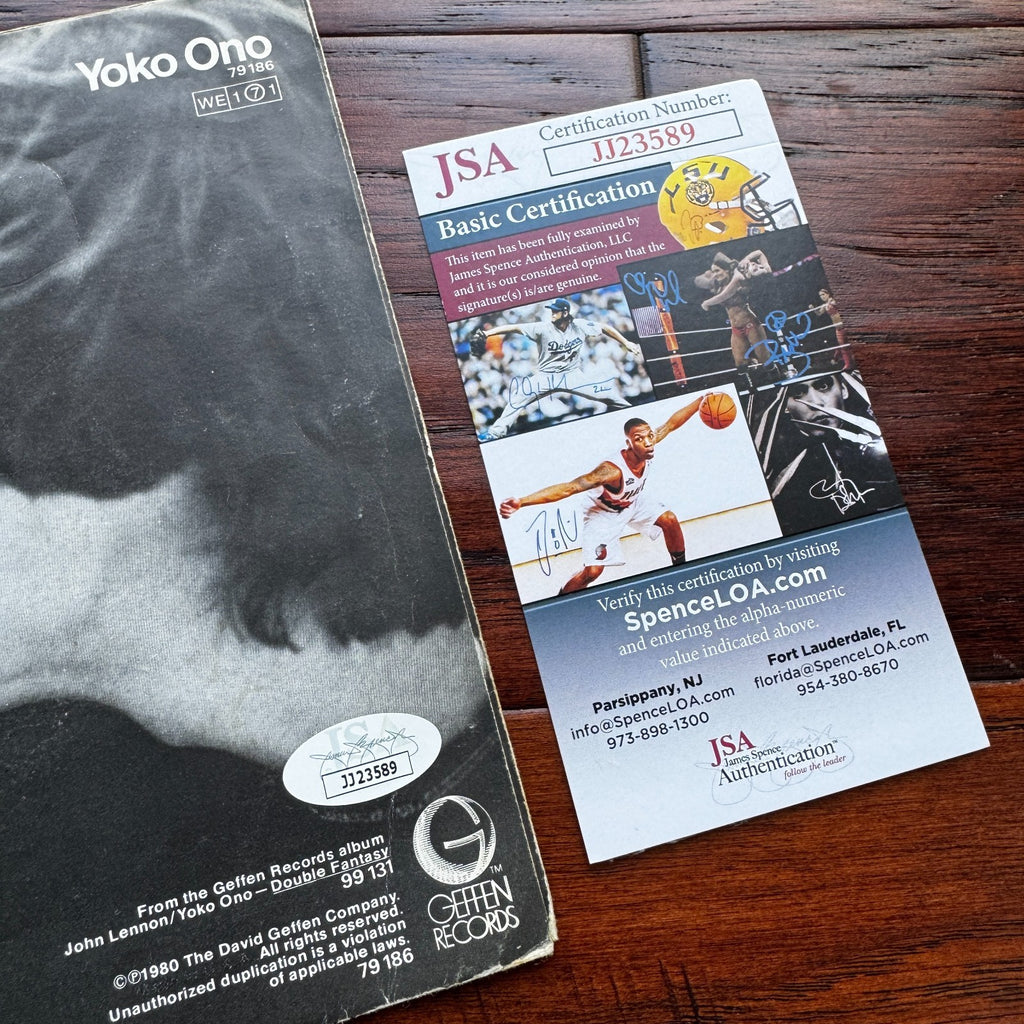 Yoko Ono
79186
WE 1 7 1
JJ23589
From the Geffen Records album
John Lennon/Yoko Ono — Double Fantasy
99 131
©℗1980 The David Geffen Company.
All rights reserved.
Unauthorized duplication is a violation
of applicable laws.
79 186
GEFFEN
RECORDS
TM
JSA
Certification Number:
JJ23589
Basic Certification
This item has been fully examined by
James Spence Authentication, LLC
and it is our considered opinion that the
signature(s) is/are genuine.
LSU
Dodgers
Verify this certification by visiting
SpenceLOA.com
and entering the alpha-numeric
value indicated above.
Parsippany, NJ
info@SpenceLOA.com
973-898-1300
Fort Lauderdale, FL
florida@SpenceLOA.com
954-380-8670
JSA
James Spence
Authentication
follow the leader